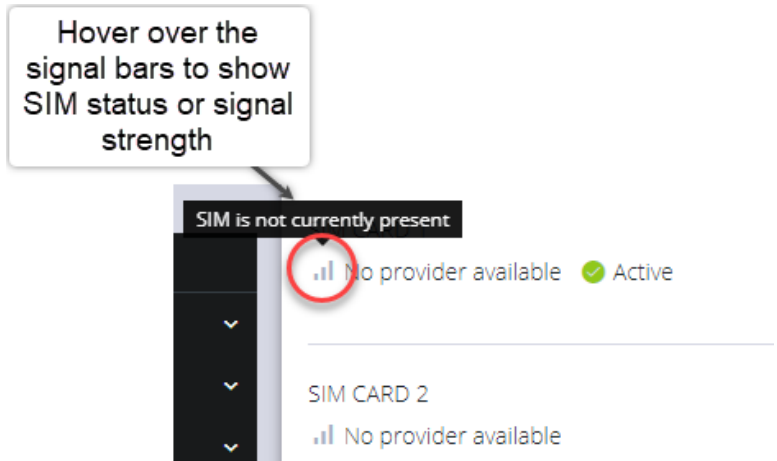 Hover over the
signal bars to show
SIM status or signal
strength
SIM is not currently present
No provider available Active
SIM CARD 2
No provider available